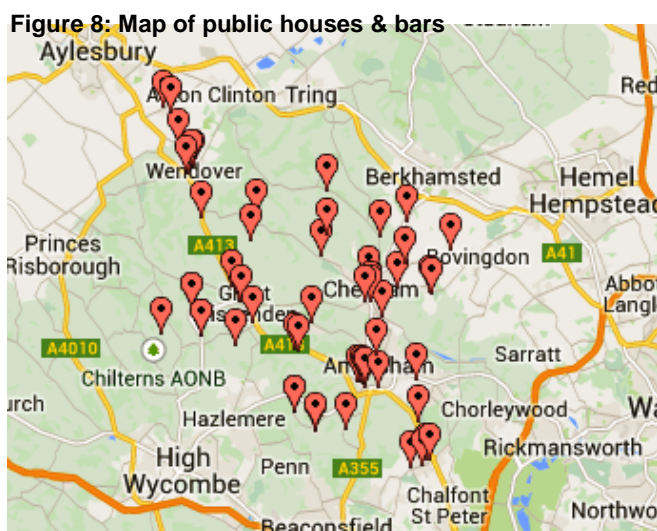 Figure 8: Map of public houses & bars
Aylesbury
Clinton Tring
Red
Wendover
Berkhamsted
Hemel
Hempstead
Princes
Risborough
A413
A41
Bovingdon
Abbo
Langl
A4010
A413
Chilterns AONB
Sarratt
urch
Hazlemere
Chorleywood
Wa
High
Wycombe
Penn
A355
Rickmansworth
Chalfont
St Peter
Beaconsfield
Northwo